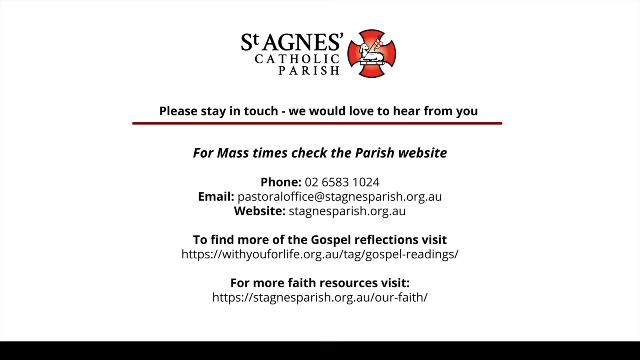 St AGNES'
CATHOLIC
PARISH
Please stay in touch - we would love to hear from you
For Mass times check the Parish website
Phone: 02 6583 1024
Email: pastoraloffice@stagnesparish.org.au
Website: stagnesparish.org.au
To find more of the Gospel reflections visit
https://withyouforlife.org.au/tag/gospel-readings/
For more faith resources visit:
https://stagnesparish.org.au/our-faith/